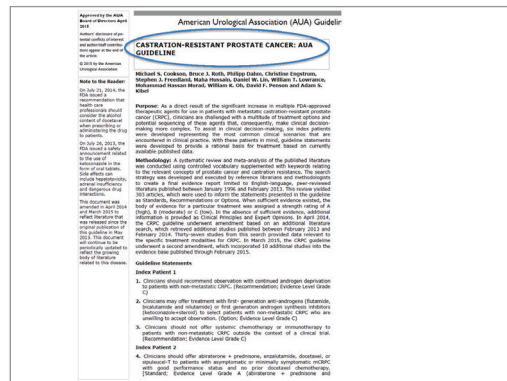 Approved by the AUA
Board of Directors April
2015
Authors' disclosure of po-
tential conflicts of interest
and author/staff contribu-
tions appear at the end of
the article.
© 2015 by the American
Urological Association
Note to the Reader:
On July 21, 2014, the
FDA issued a
recommendation that
health care
professionals should
consider the alcohol
content of docetaxel
when prescribing or
administering the drug
to patients.
On July 26, 2013, the
FDA issued a safety
announcement related
to the use of
ketoconazole in the
form of oral tablets.
Side effects can
include hepatotoxicity,
adrenal insufficiency
and dangerous drug
interactions.
This document was
amended in April 2014
and March 2015 to
reflect literature that
was released since the
original publication of
this guideline in May
2013. This document
will continue to be
periodically updated to
reflect the growing
body of literature
related to this disease.
American Urological Association (AUA) Guidelin
CASTRATION-RESISTANT PROSTATE CANCER: AUA
GUIDELINE
Michael S. Cookson, Bruce J. Roth, Philipp Dahm, Christine Engstrom,
Stephen J. Freedland, Maha Hussain, Daniel W. Lin, William T. Lowrance,
Mohammad Hassan Murad, William K. Oh, David F. Penson and Adam S.
Kibel
Purpose: As a direct result of the significant increase in multiple FDA-approved
therapeutic agents for use in patients with metastatic castration-resistant prostate
cancer (CRPC), clinicians are challenged with a multitude of treatment options and
potential sequencing of these agents that, consequently, make clinical decision-
making more complex. To assist in clinical decision-making, six index patients
were developed representing the most common clinical scenarios that are
encountered in clinical practice. With these patients in mind, guideline statements
were developed to provide a rational basis for treatment based on currently
available published data.
Methodology: A systematic review and meta-analysis of the published literature
was conducted using controlled vocabulary supplemented with keywords relating
to the relevant concepts of prostate cancer and castration resistance. The search
strategy was developed and executed by reference librarians and methodologists
to create a final evidence report limited to English-language, peer-reviewed
literature published between January 1996 and February 2013. This review yielded
303 articles, which were used to inform the statements presented in the guideline
as Standards, Recommendations or Options. When sufficient evidence existed, the
body of evidence for a particular treatment was assigned a strength rating of A
(high), B (moderate) or C (low). In the absence of sufficient evidence, additional
information is provided as Clinical Principles and Expert Opinions. In April 2014,
the CRPC guideline underwent amendment based on an additional literature
search, which retrieved additional studies published between February 2013 and
February 2014. Thirty-seven studies from this search provided data relevant to
the specific treatment modalities for CRPC. In March 2015, the CRPC guideline
underwent a second amendment, which incorporated 10 additional studies into the
evidence base published through February 2015.
Guideline Statements
Index Patient 1
1. Clinicians should recommend observation with continued androgen deprivation
to patients with non-metastatic CRPC. (Recommendation; Evidence Level Grade
C)
2. Clinicians may offer treatment with first- generation anti-androgens (flutamide,
bicalutamide and nilutamide) or first generation androgen synthesis inhibitors
(ketoconazole+steroid) to select patients with non-metastatic CRPC who are
unwilling to accept observation. (Option; Evidence Level Grade C)
3. Clinicians should not offer systemic chemotherapy or immunotherapy to
patients with non-metastatic CRPC outside the context of a clinical trial.
(Recommendation; Evidence Level Grade C)
Index Patient 2
4. Clinicians should offer abiraterone + prednisone, enzalutamide, docetaxel, or
sipuleucel-T to patients with asymptomatic or minimally symptomatic mCRPC
with good performance status and no prior docetaxel chemotherapy.
[Standard; Evidence Level Grade A (abiraterone + prednisone and